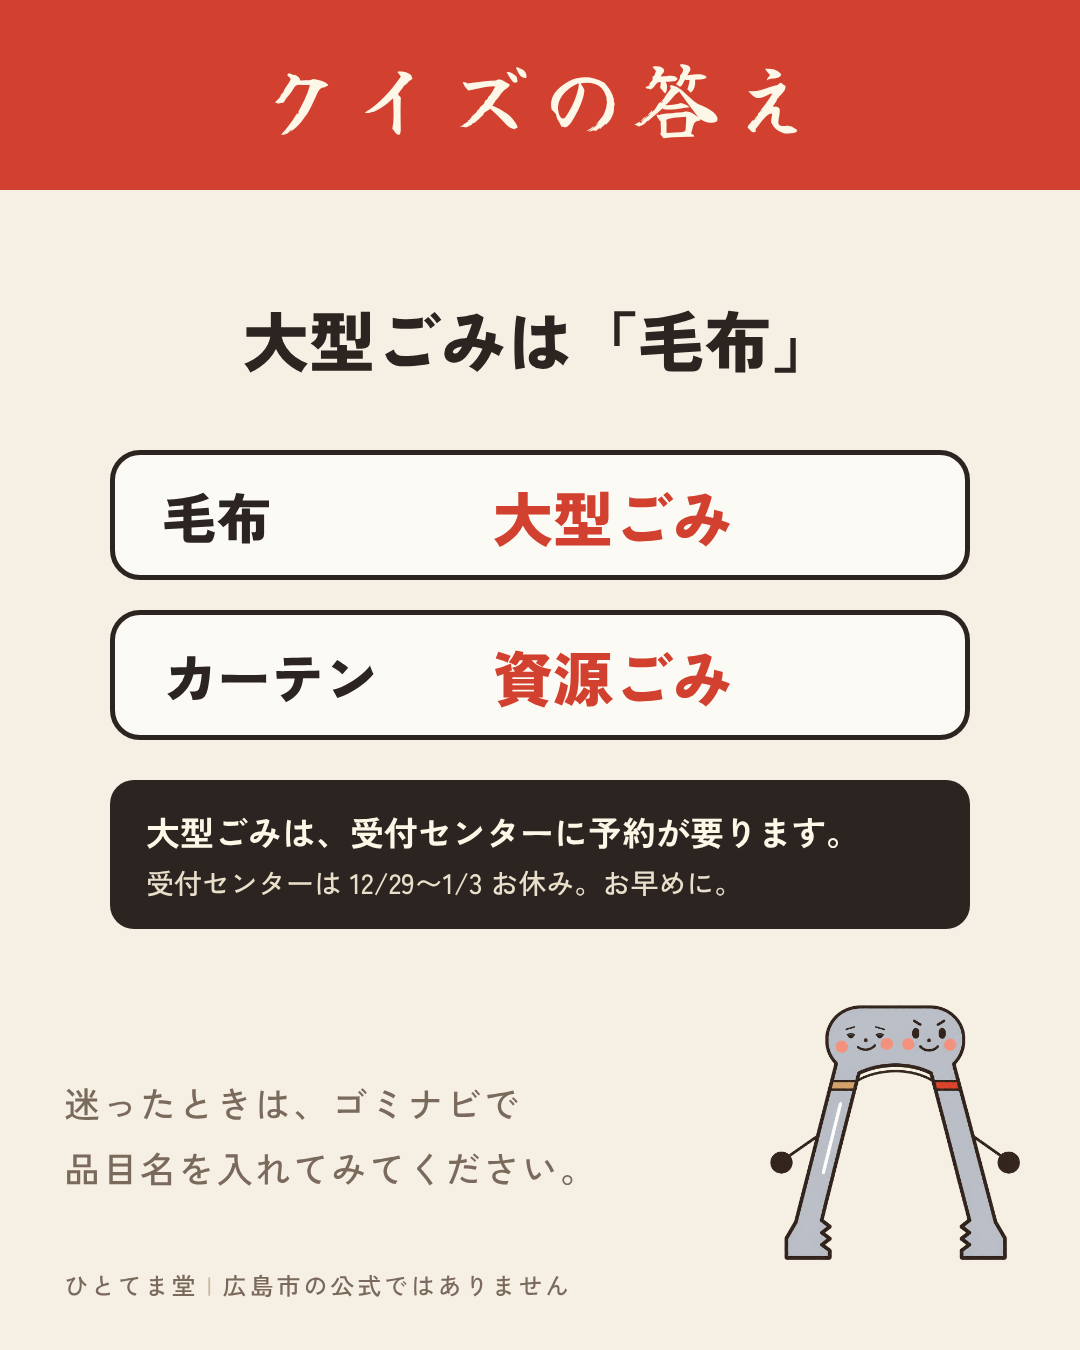 クイズの答え
大型ごみは「毛布」
毛布 大型ごみ
カーテン 資源ごみ
大型ごみは、受付センターに予約が要ります。
受付センターは 12/29〜1/3 お休み。お早めに。
迷ったときは、ゴミナビで
品目名を入れてみてください。
ひとてま堂 | 広島市の公式ではありません